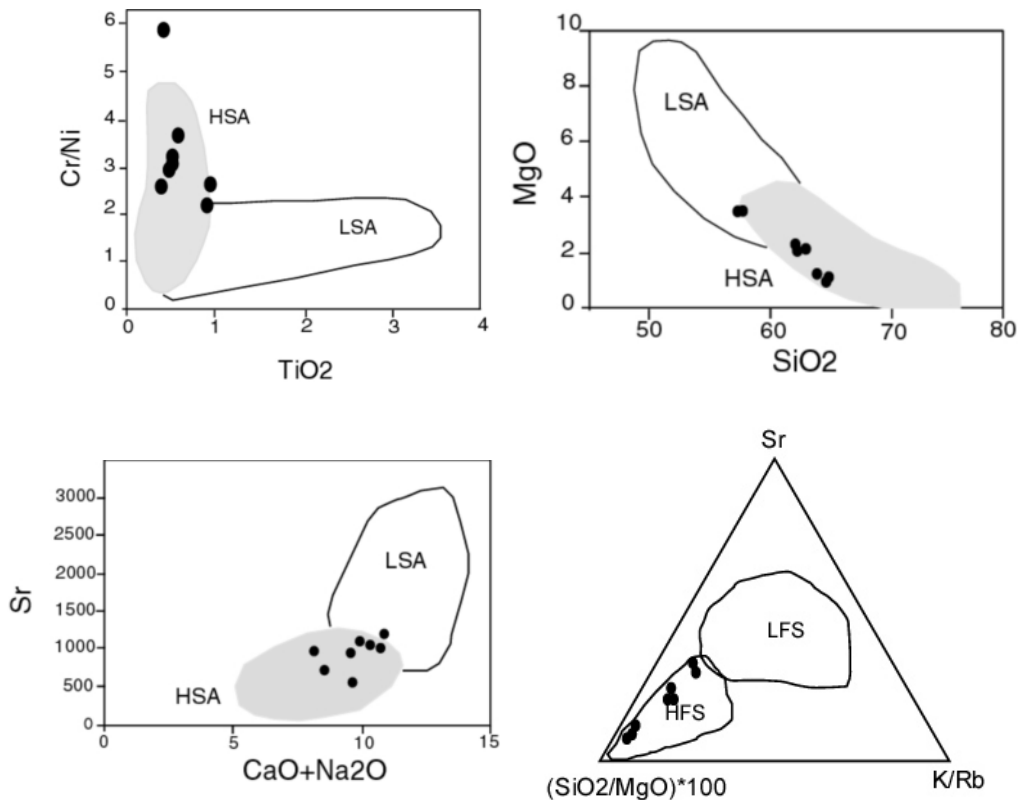 6
5
4
3
2
1
0
Cr/Ni
HSA
LSA
0
1
2
3
4
TiO2
10
8
6
4
2
0
MgO
LSA
HSA
50
60
70
80
SiO2
3000
2500
2000
1500
1000
500
0
Sr
LSA
HSA
0
5
10
15
CaO+Na2O
Sr
LFS
HFS
(SiO2/MgO)*100
K/Rb